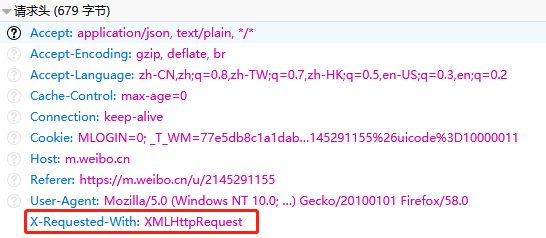 请求头 (679 字节)
Accept: application/json, text/plain, */*
Accept-Encoding: gzip, deflate, br
Accept-Language: zh-CN,zh;q=0.8,zh-TW;q=0.7,zh-HK;q=0.5,en-US;q=0.3,en;q=0.2
Cache-Control: max-age=0
Connection: keep-alive
Cookie: MLOGIN=0; _T_WM=77e5db8c1a1dab...145291155%26uicode%3D10000011
Host: m.weibo.cn
Referer: https://m.weibo.cn/u/2145291155
User-Agent: Mozilla/5.0 (Windows NT 10.0; ...) Gecko/20100101 Firefox/58.0
X-Requested-With: XMLHttpRequest